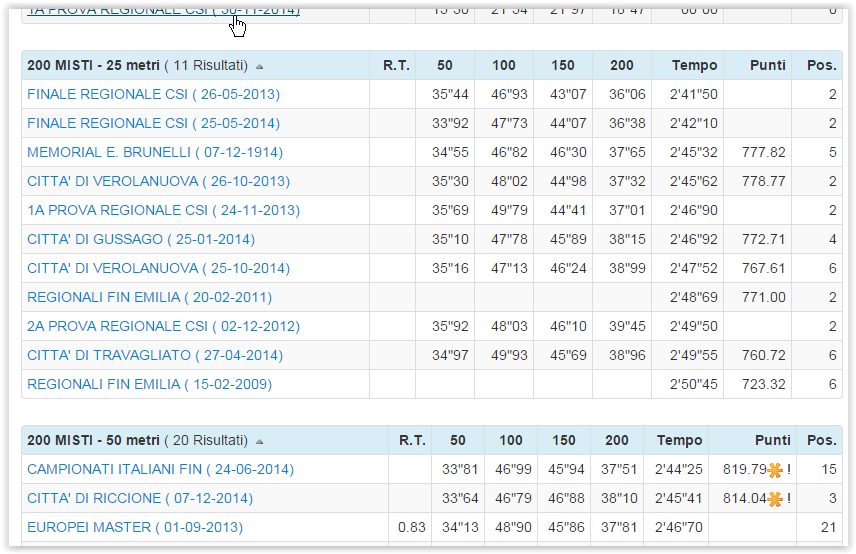 1A PROVA REGIONALE CSI ( 30-11-2014)
200 MISTI - 25 metri ( 11 Risultati) R.T. 50 100 150 200 Tempo Punti Pos.
FINALE REGIONALE CSI ( 26-05-2013) 35"44 46"93 43"07 36"06 2'41"50 2
FINALE REGIONALE CSI ( 25-05-2014) 33"92 47"73 44"07 36"38 2'42"10 2
MEMORIAL E. BRUNELLI ( 07-12-1914) 34"55 46"82 46"30 37"65 2'45"32 777.82 5
CITTA' DI VEROLANUOVA ( 26-10-2013) 35"30 48"02 44"98 37"32 2'45"62 778.77 2
1A PROVA REGIONALE CSI ( 24-11-2013) 35"69 49"79 44"41 37"01 2'46"90 2
CITTA' DI GUSSAGO ( 25-01-2014) 35"10 47"78 45"89 38"15 2'46"92 772.71 4
CITTA' DI VEROLANUOVA ( 25-10-2014) 35"16 47"13 46"24 38"99 2'47"52 767.61 6
REGIONALI FIN EMILIA ( 20-02-2011) 2'48"69 771.00 2
2A PROVA REGIONALE CSI ( 02-12-2012) 35"92 48"03 46"10 39"45 2'49"50 2
CITTA' DI TRAVAGLIATO ( 27-04-2014) 34"97 49"93 45"69 38"96 2'49"55 760.72 6
REGIONALI FIN EMILIA ( 15-02-2009) 2'50"45 723.32 6
200 MISTI - 50 metri ( 20 Risultati) R.T. 50 100 150 200 Tempo Punti Pos.
CAMPIONATI ITALIANI FIN ( 24-06-2014) 33"81 46"99 45"94 37"51 2'44"25 819.79 ! 15
CITTA' DI RICCIONE ( 07-12-2014) 33"64 46"79 46"88 38"10 2'45"41 814.04 ! 3
EUROPEI MASTER ( 01-09-2013) 0.83 34"13 48"90 45"86 37"81 2'46"70 21